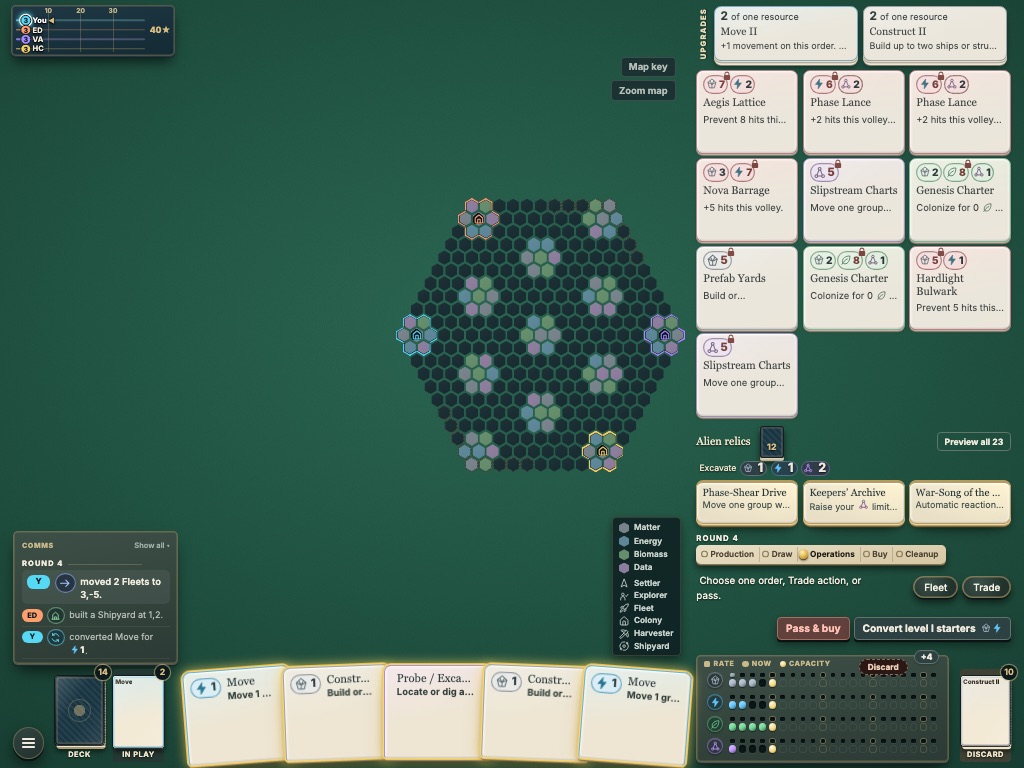 10 20 30
3 You
3 ED
3 VA
3 HC
40★
Map key
Zoom map
UPGRADES
2 of one resource
Move II
+1 movement on this order. ...
2 of one resource
Construct II
Build up to two ships or stru...
7 2
Aegis Lattice
Prevent 8 hits thi...
6 2
Phase Lance
+2 hits this volley...
6 2
Phase Lance
+2 hits this volley...
3 7
Nova Barrage
+5 hits this volley.
5
Slipstream Charts
Move one group...
2 8 1
Genesis Charter
Colonize for 0 ...
5
Prefab Yards
Build or...
2 8 1
Genesis Charter
Colonize for 0 ...
5 1
Hardlight
Bulwark
Prevent 5 hits this...
5
Slipstream Charts
Move one group...
Alien relics
12
Preview all 23
Excavate 1 1 2
Phase-Shear Drive
Move one group w...
Keepers' Archive
Raise your limit...
War-Song of the ...
Automatic reaction...
ROUND 4
Production Draw Operations Buy Cleanup
Choose one order, Trade action, or
pass.
Fleet
Trade
Pass & buy
Convert level I starters
Matter
Energy
Biomass
Data
Settler
Explorer
Fleet
Colony
Harvester
Shipyard
COMMS
Show all
ROUND 4
Y moved 2 Fleets to
3,-5.
ED built a Shipyard at 1,2.
Y converted Move for
1.
14
DECK
2
Move
IN PLAY
1 Move
Move 1 ...
1 Constr...
Build or...
Probe / Exca...
Locate or dig a...
1 Constr...
Build or...
1 Move
Move 1 gr...
RATE NOW CAPACITY
Discard
+4
10
Construct II
DISCARD